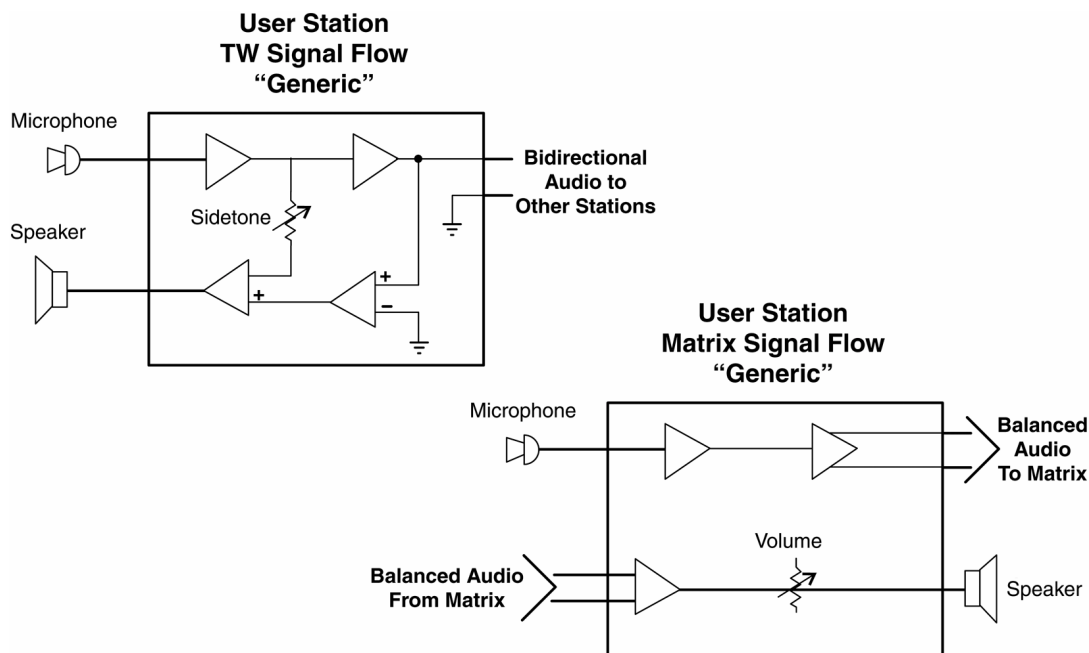 User Station
TW Signal Flow
“Generic”
Microphone
Bidirectional
Audio to
Other Stations
Sidetone
Speaker
+
+
−
User Station
Matrix Signal Flow
“Generic”
Microphone
Balanced
Audio
To Matrix
Volume
Balanced Audio
From Matrix
Speaker